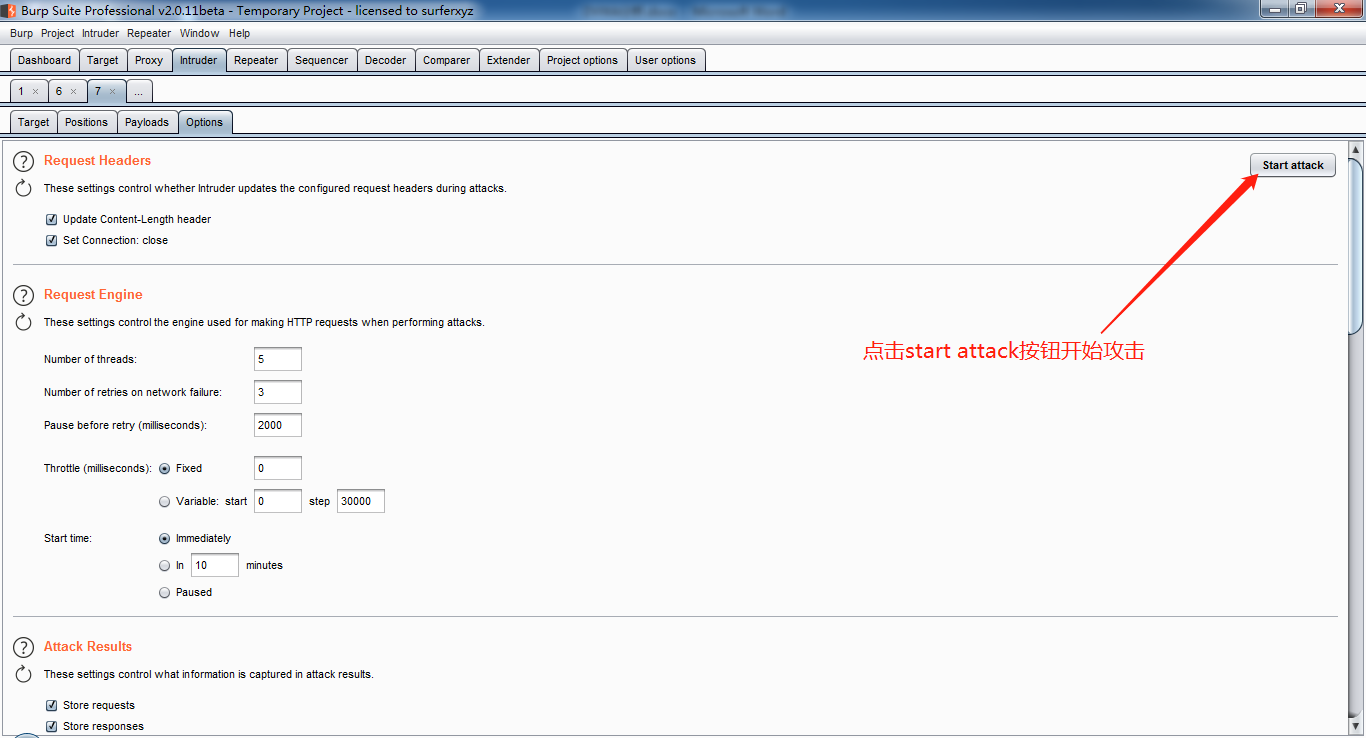 Burp Suite Professional v2.0.11beta - Temporary Project - licensed to surferxyz
Burp Project Intruder Repeater Window Help
Dashboard Target Proxy Intruder Repeater Sequencer Decoder Comparer Extender Project options User options
1 × 6 × 7 × ...
Target Positions Payloads Options
? Request Headers
Start attack
These settings control whether Intruder updates the configured request headers during attacks.
Update Content-Length header
Set Connection: close
? Request Engine
These settings control the engine used for making HTTP requests when performing attacks.
点击start attack按钮开始攻击
Number of threads: 5
Number of retries on network failure: 3
Pause before retry (milliseconds): 2000
Throttle (milliseconds): Fixed 0
Variable: start 0 step 30000
Start time: Immediately
In 10 minutes
Paused
? Attack Results
These settings control what information is captured in attack results.
Store requests
Store responses